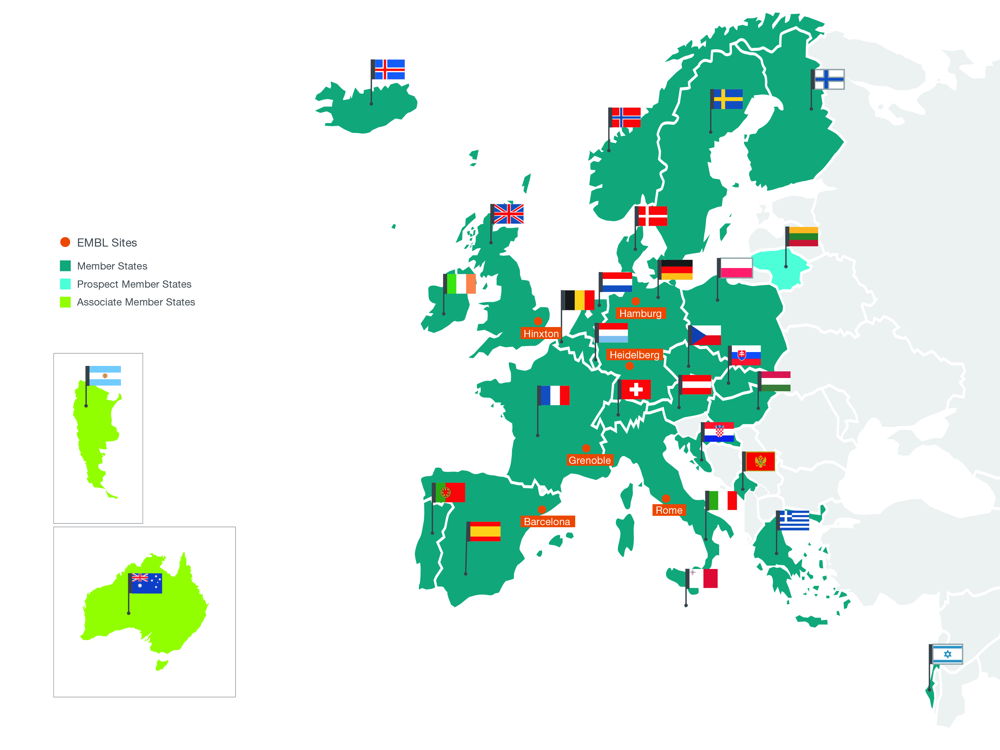 EMBL Sites
Member States
Prospect Member States
Associate Member States
Hamburg
Hinxton
Heidelberg
Grenoble
Rome
Barcelona